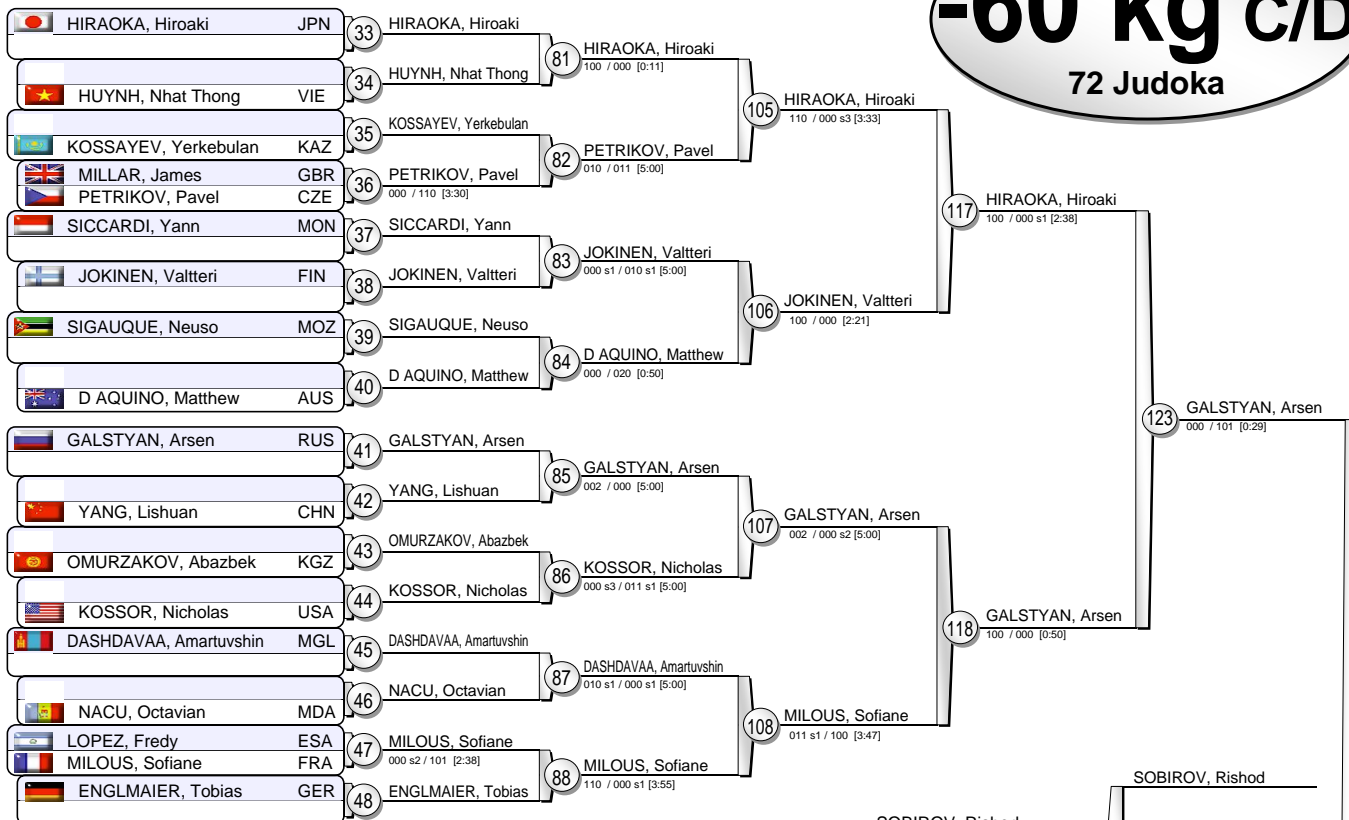 -60 kg C/D
72 Judoka
HIRAOKA, Hiroaki JPN
HUYNH, Nhat Thong VIE
KOSSAYEV, Yerkebulan KAZ
MILLAR, James GBR
PETRIKOV, Pavel CZE
SICCARDI, Yann MON
JOKINEN, Valtteri FIN
SIGAUQUE, Neuso MOZ
D AQUINO, Matthew AUS
GALSTYAN, Arsen RUS
YANG, Lishuan CHN
OMURZAKOV, Abazbek KGZ
KOSSOR, Nicholas USA
DASHDAVAA, Amartuvshin MGL
NACU, Octavian MDA
LOPEZ, Fredy ESA
MILOUS, Sofiane FRA
ENGLMAIER, Tobias GER
33 HIRAOKA, Hiroaki
34 HUYNH, Nhat Thong
35 KOSSAYEV, Yerkebulan
36 PETRIKOV, Pavel
000 / 110 [3:30]
37 SICCARDI, Yann
38 JOKINEN, Valtteri
39 SIGAUQUE, Neuso
40 D AQUINO, Matthew
41 GALSTYAN, Arsen
42 YANG, Lishuan
43 OMURZAKOV, Abazbek
44 KOSSOR, Nicholas
45 DASHDAVAA, Amartuvshin
46 NACU, Octavian
47 MILOUS, Sofiane
000 s2 / 101 [2:38]
48 ENGLMAIER, Tobias
81 HIRAOKA, Hiroaki
100 / 000 [0:11]
82 PETRIKOV, Pavel
010 / 011 [5:00]
83 JOKINEN, Valtteri
000 s1 / 010 s1 [5:00]
84 D AQUINO, Matthew
000 / 020 [0:50]
85 GALSTYAN, Arsen
002 / 000 [5:00]
86 KOSSOR, Nicholas
000 s3 / 011 s1 [5:00]
87 DASHDAVAA, Amartuvshin
010 s1 / 000 s1 [5:00]
88 MILOUS, Sofiane
110 / 000 s1 [3:55]
105 HIRAOKA, Hiroaki
110 / 000 s3 [3:33]
106 JOKINEN, Valtteri
100 / 000 [2:21]
107 GALSTYAN, Arsen
002 / 000 s2 [5:00]
108 MILOUS, Sofiane
011 s1 / 100 [3:47]
117 HIRAOKA, Hiroaki
100 / 000 s1 [2:38]
118 GALSTYAN, Arsen
100 / 000 [0:50]
123 GALSTYAN, Arsen
000 / 101 [0:29]
SOBIROV, Rishod
SOBIROV, Rishod